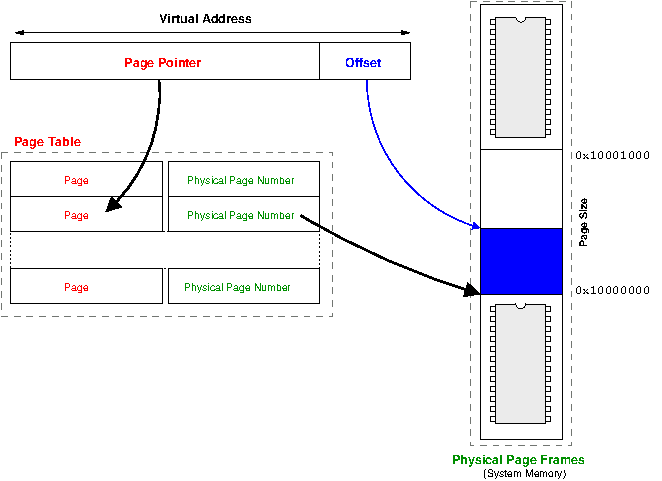 Virtual Address
Page Pointer
Offset
Page Table
Page
Physical Page Number
Page
Physical Page Number
Page
Physical Page Number
0x10001000
Page Size
0x10000000
Physical Page Frames
(System Memory)